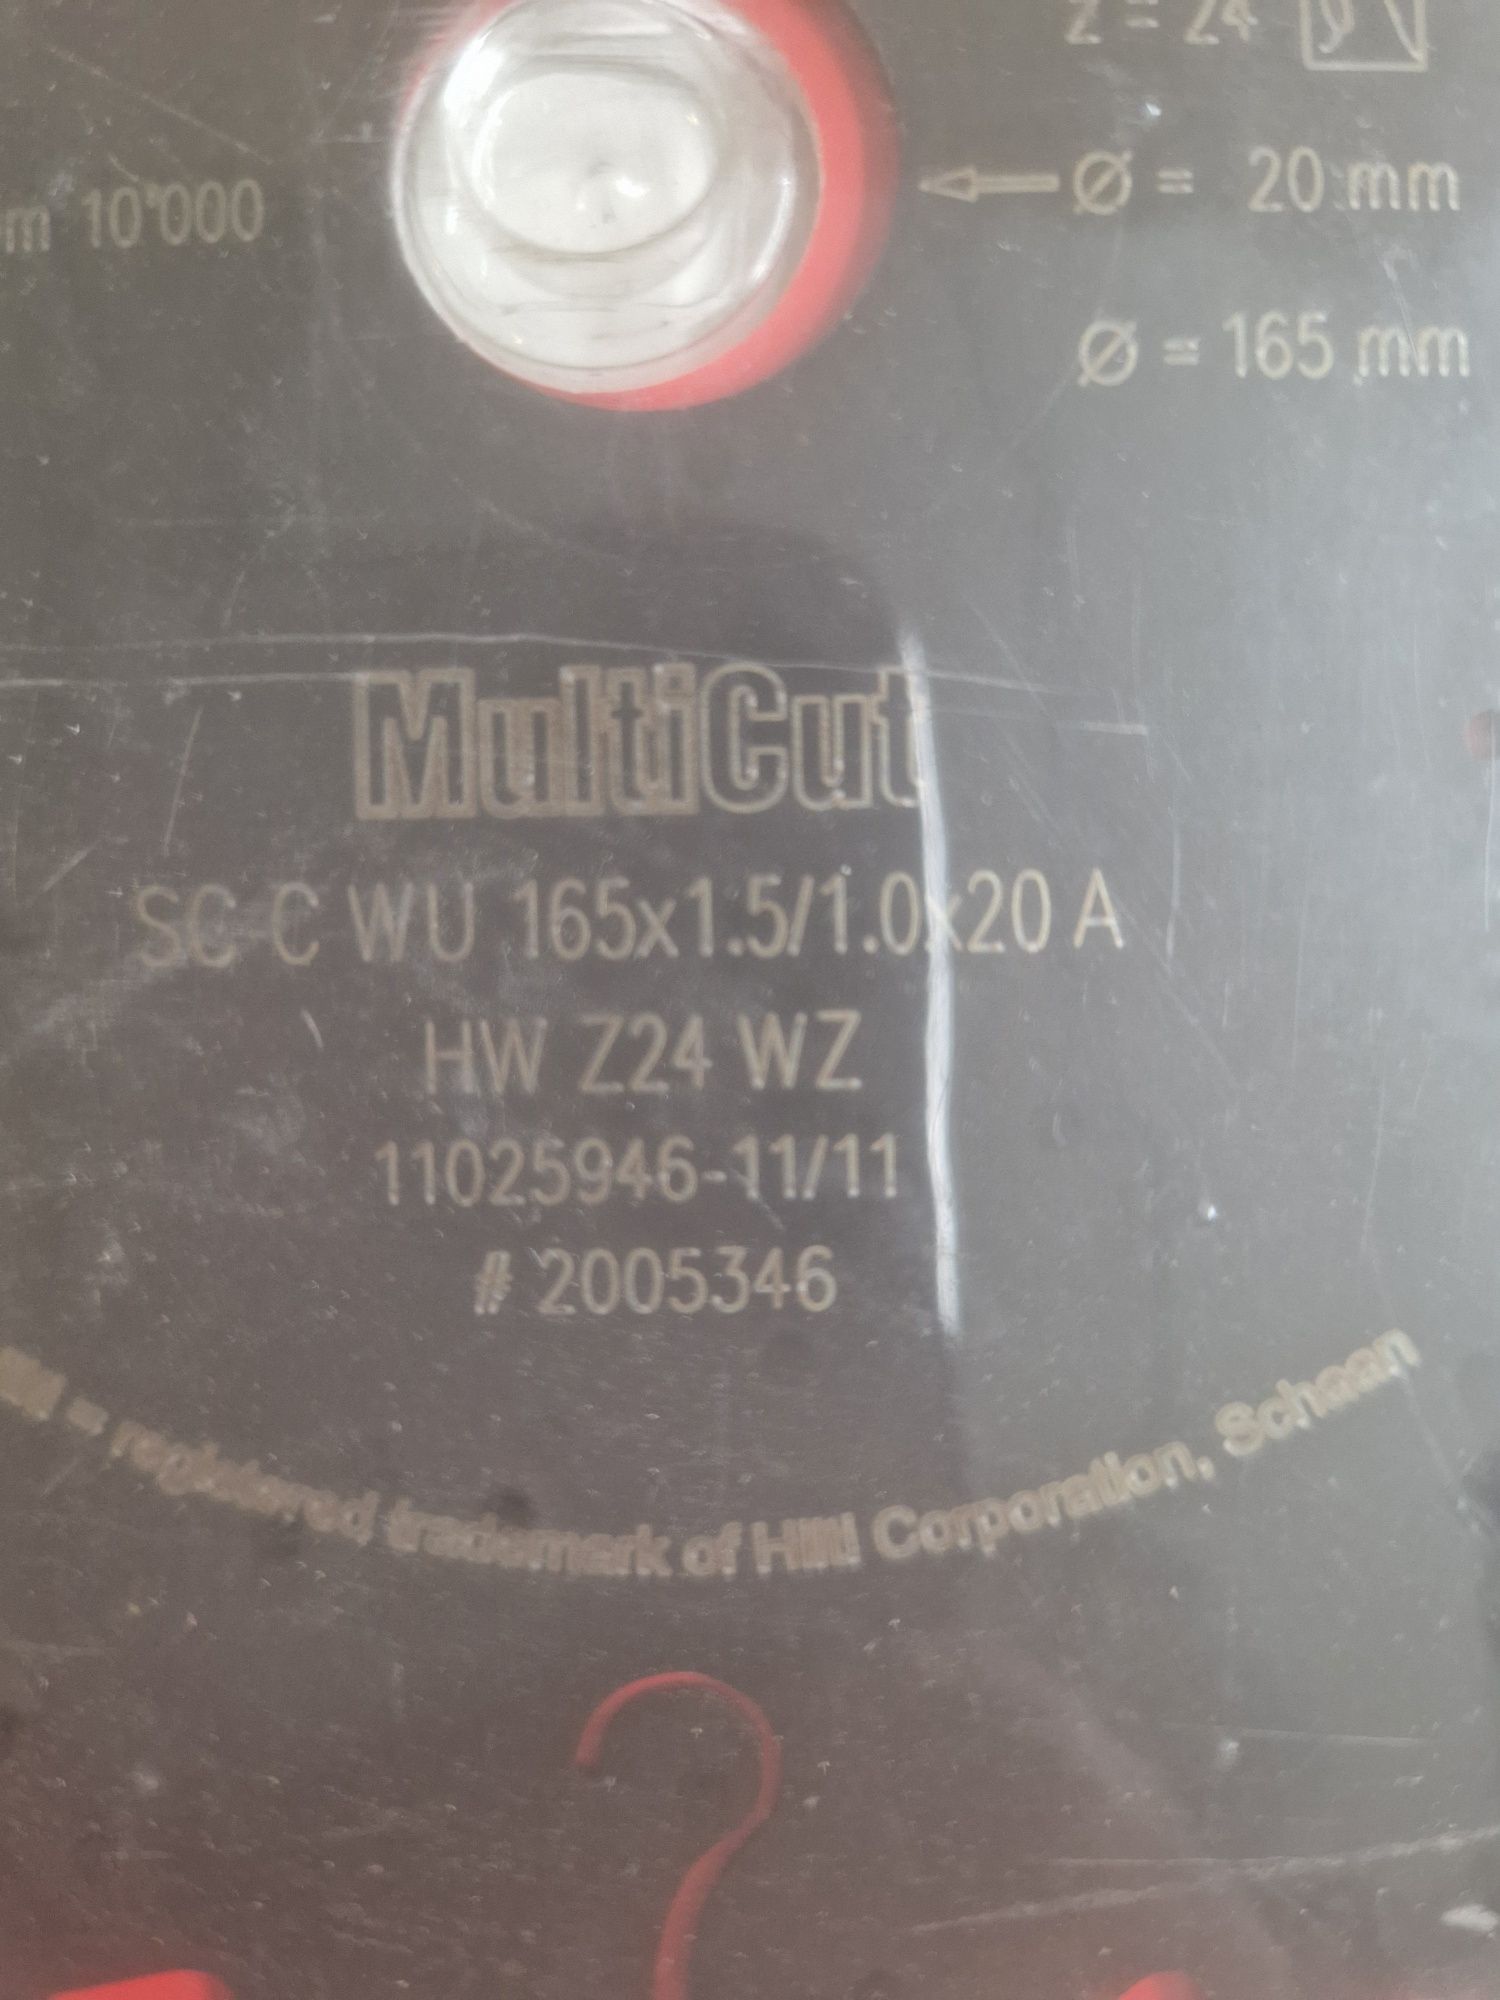 z = 24
10'000
Ø = 20 mm
Ø = 165 mm
MultiCut
SC-C WU 165x1.5/1.0x20 A
HW Z24 WZ
11025946-11/11
# 2005346
= registered trademark of Hilti Corporation, Schaan